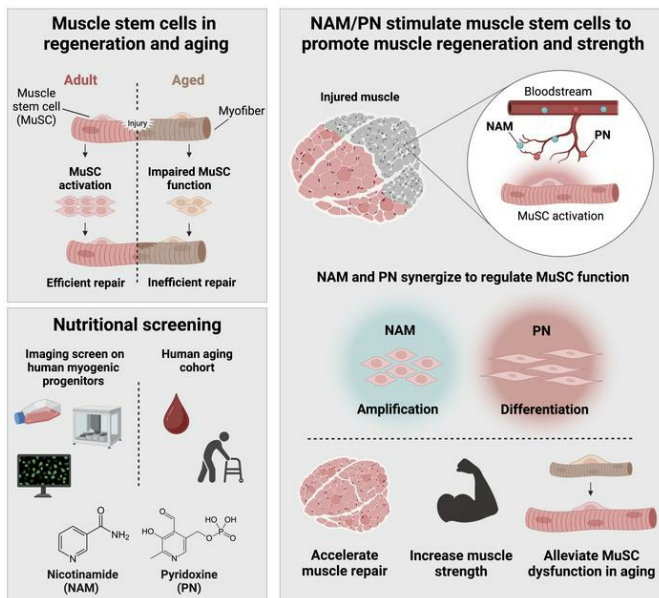 Muscle stem cells in
regeneration and aging
Adult
Aged
Muscle
stem cell
(MuSC)
Injury
Myofiber
MuSC
activation
Impaired MuSC
function
Efficient repair
Inefficient repair
Nutritional screening
Imaging screen on
human myogenic
progenitors
Human aging
cohort
O
NH₂
N
Nicotinamide
(NAM)
O
HO
O
P
O
HO OH
N
Pyridoxine
(PN)
NAM/PN stimulate muscle stem cells to
promote muscle regeneration and strength
Injured muscle
Bloodstream
NAM
PN
MuSC activation
NAM and PN synergize to regulate MuSC function
NAM
Amplification
PN
Differentiation
Accelerate
muscle repair
Increase muscle
strength
Alleviate MuSC
dysfunction in aging